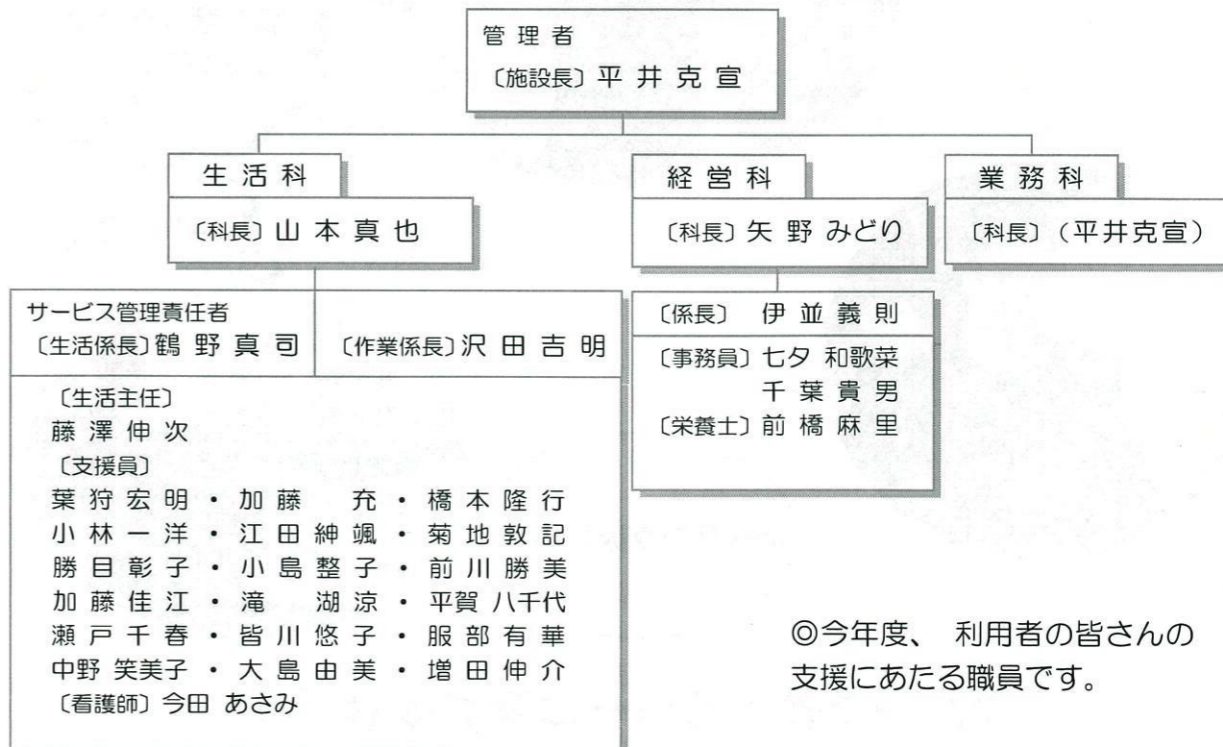 管理者
〔施設長〕平井克宣
生活科
〔科長〕山本真也
経営科
〔科長〕矢野みどり
業務科
〔科長〕（平井克宣）
サービス管理責任者
〔生活係長〕鶴野真司
〔作業係長〕沢田吉明
〔生活主任〕
藤澤伸次
〔支援員〕
葉狩宏明・加藤　充・橋本隆行
小林一洋・江田紳颯・菊地敦記
勝目彰子・小島整子・前川勝美
加藤佳江・滝　湖涼・平賀八千代
瀬戸千春・皆川悠子・服部有華
中野笑美子・大島由美・増田伸介
〔看護師〕今田 あさみ
〔係長〕　伊並義則
〔事務員〕七夕 和歌菜
千葉貴男
〔栄養士〕前橋麻里
◎今年度、 利用者の皆さんの
支援にあたる職員です。